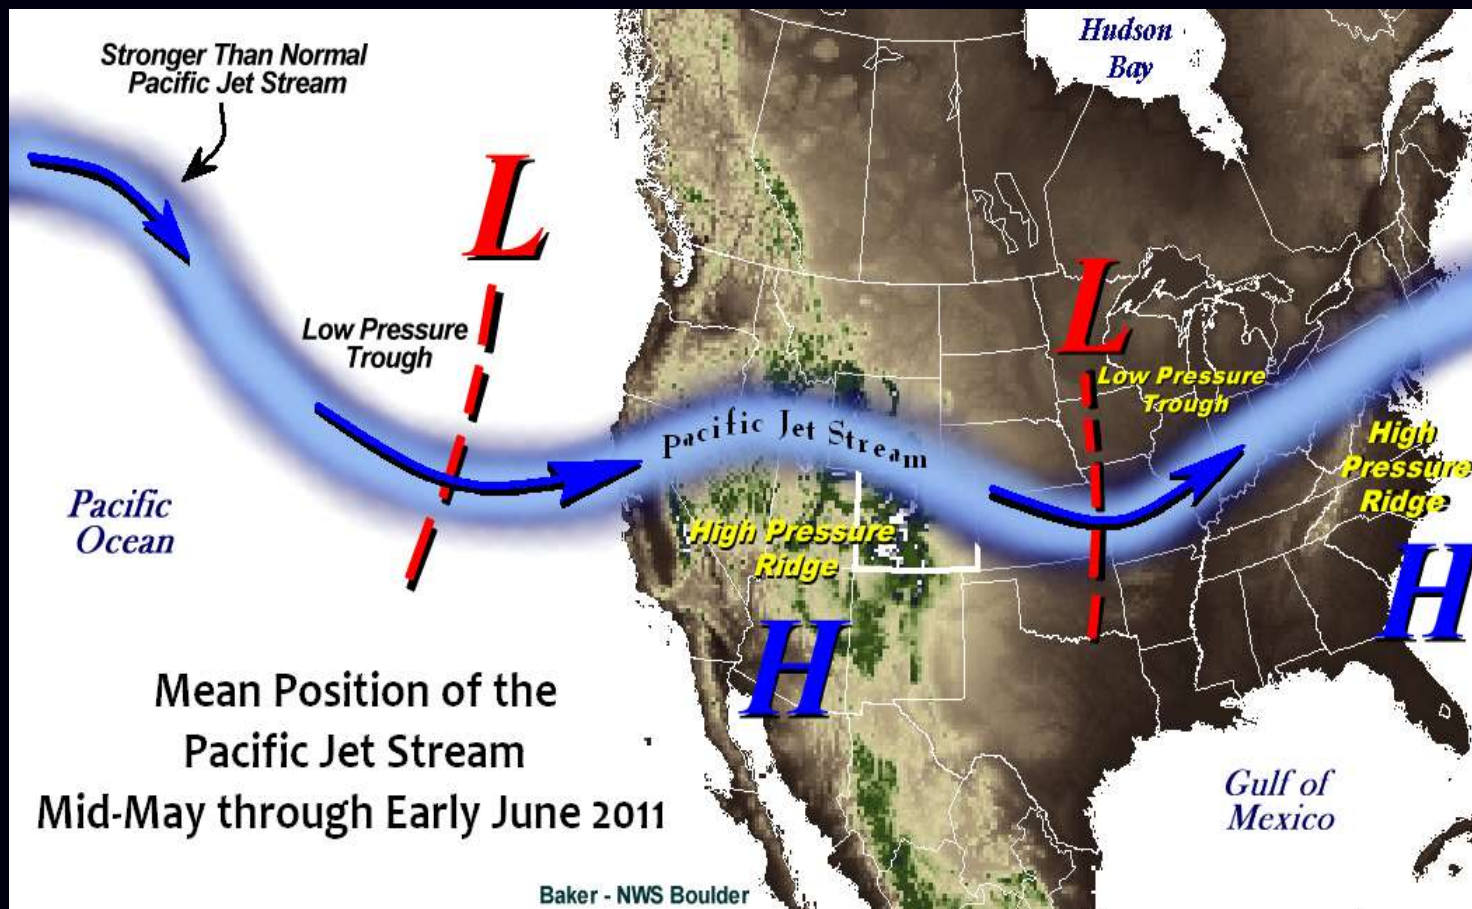 Stronger Than Normal
Pacific Jet Stream
Hudson
Bay
L
L
Low Pressure
Trough
Low Pressure
Trough
Pacific Jet Stream
High
Pressure
Ridge
Pacific
Ocean
High Pressure
Ridge
H
H
Mean Position of the
Pacific Jet Stream
Mid-May through Early June 2011
Gulf of
Mexico
Baker - NWS Boulder